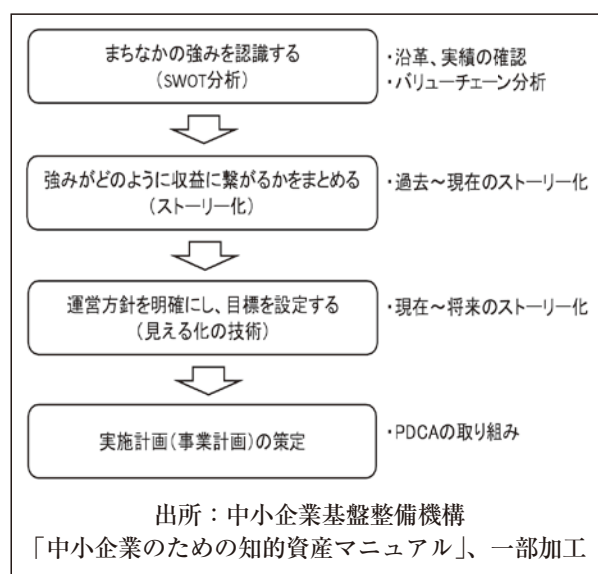 まちなかの強みを認識する
(SWOT分析)
・沿革、実績の確認
・バリューチェーン分析
強みがどのように収益に繋がるかをまとめる
(ストーリー化)
・過去～現在のストーリー化
運営方針を明確にし、目標を設定する
(見える化の技術)
・現在～将来のストーリー化
実施計画(事業計画)の策定
・PDCAの取り組み
出所：中小企業基盤整備機構
「中小企業のための知的資産マニュアル」、一部加工